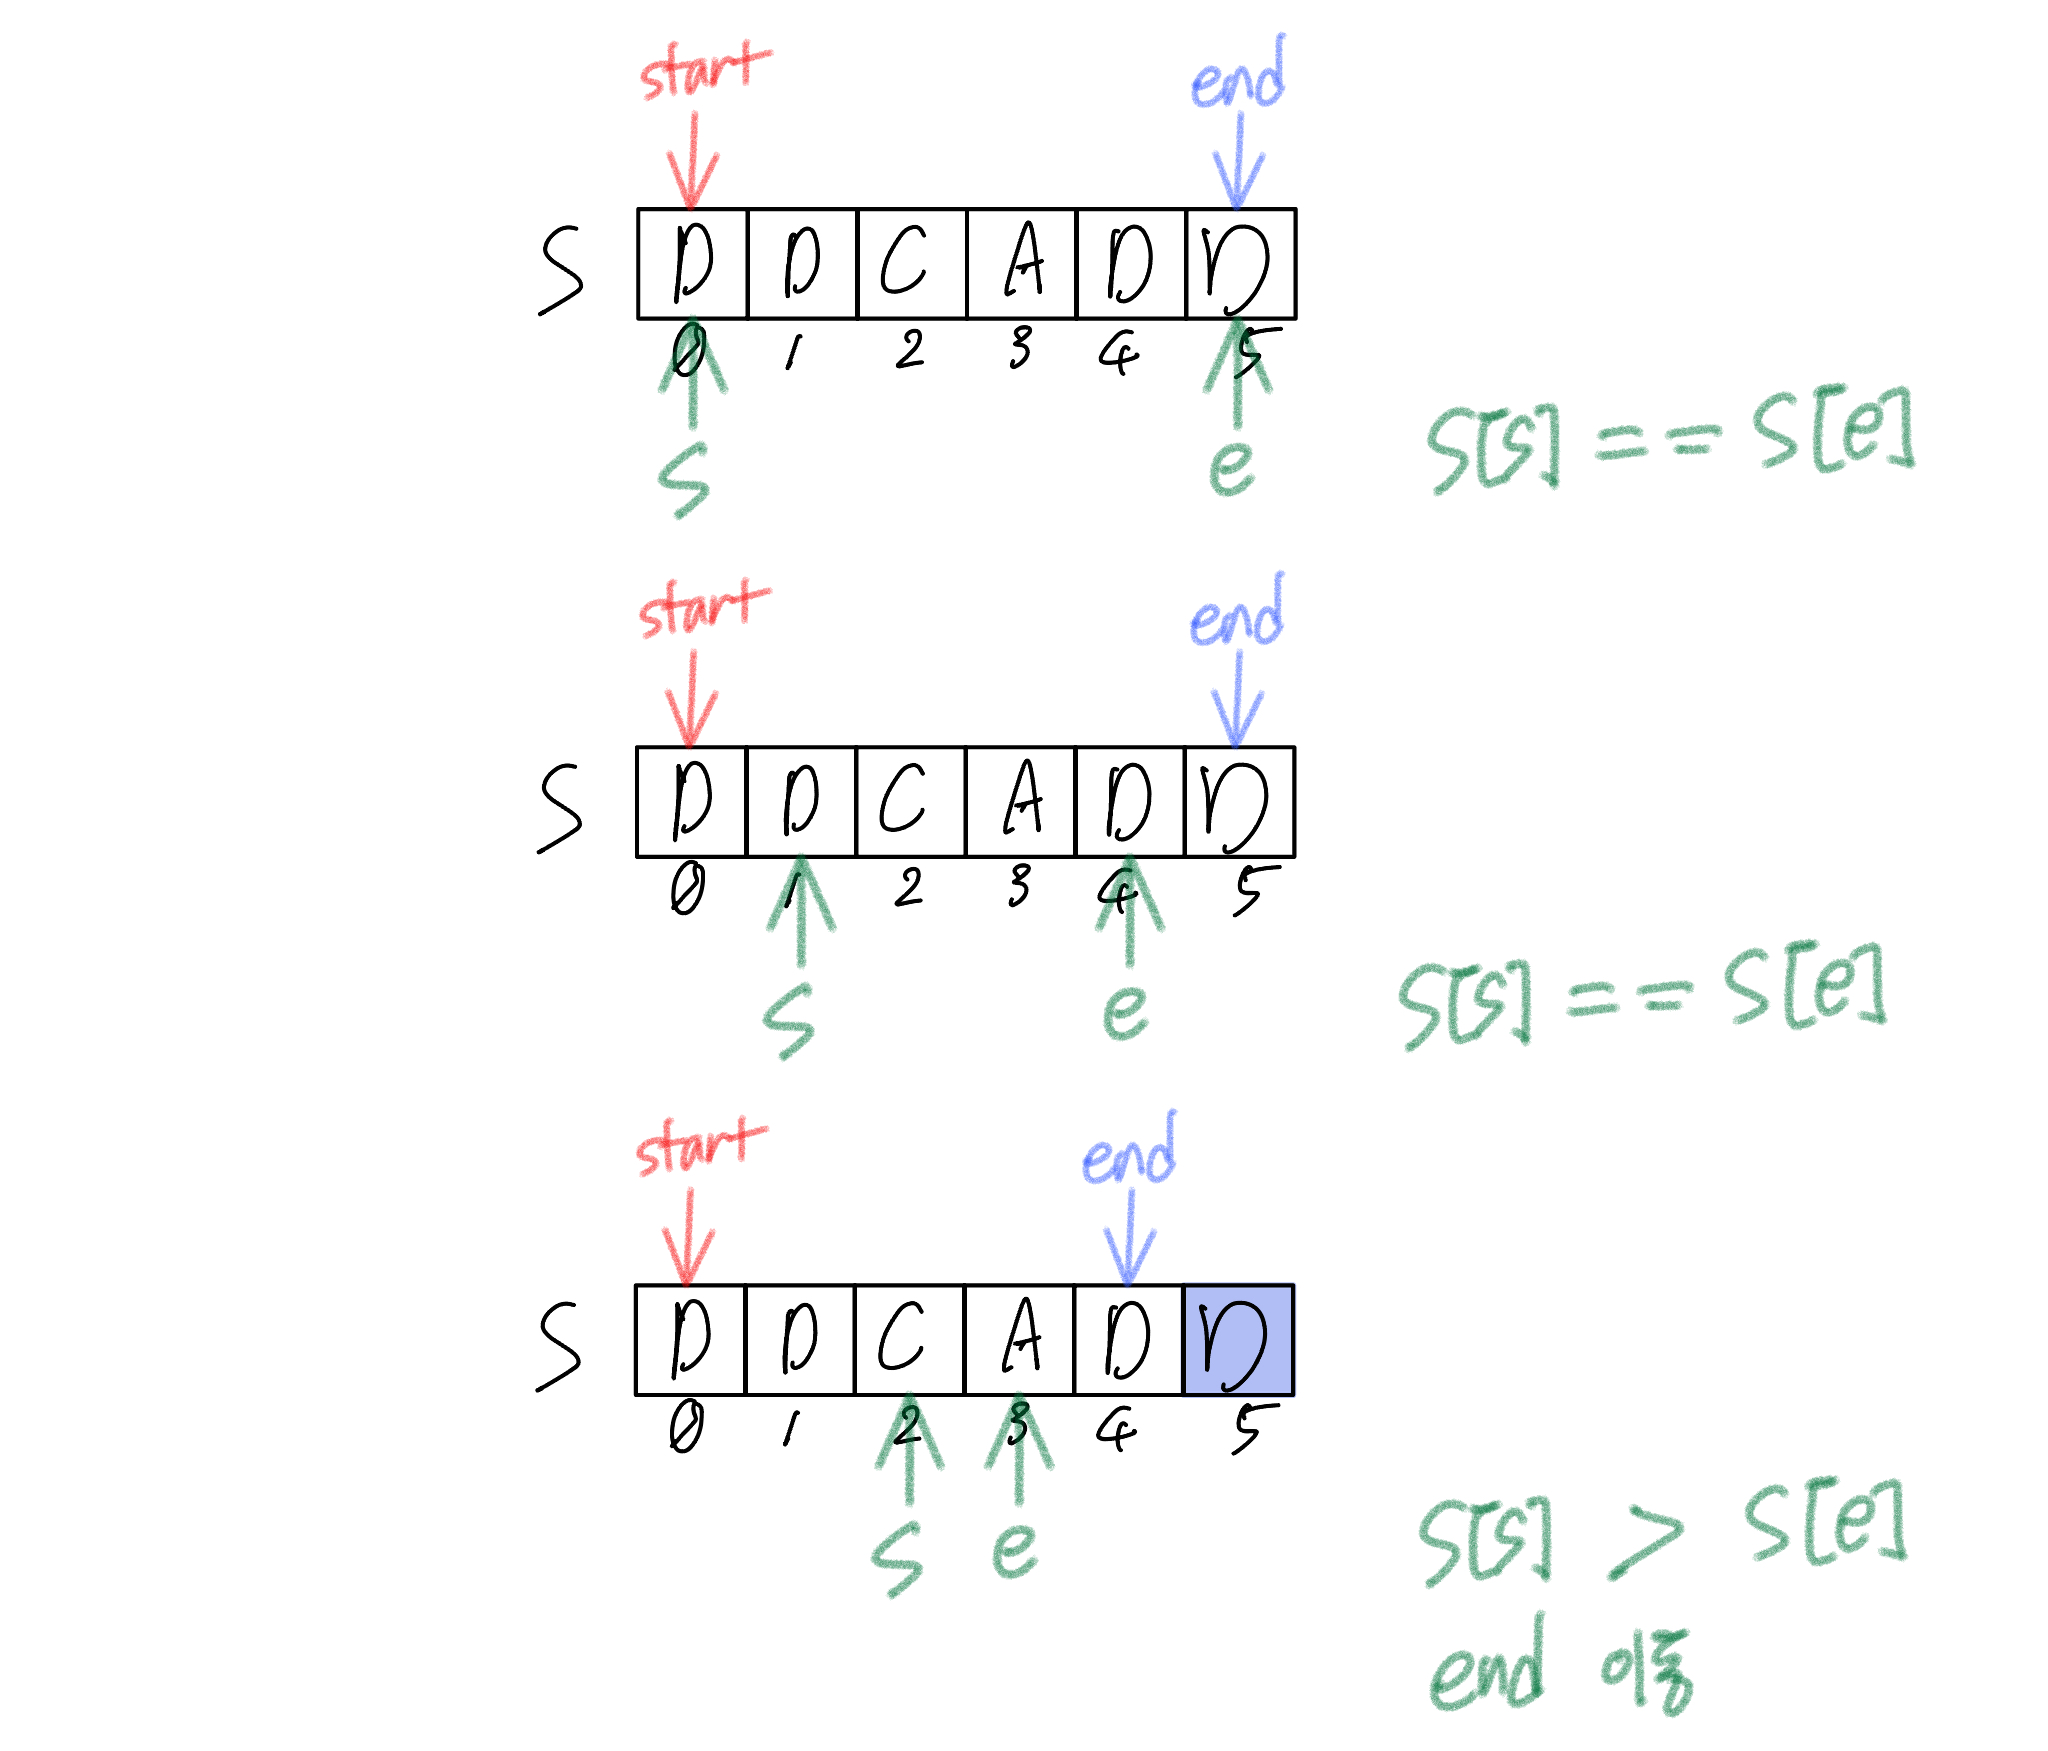 start end
S D D C A D D
0 1 2 3 4 5
s e
S[s] == S[e]
start end
S D D C A D D
0 1 2 3 4 5
s e
S[s] == S[e]
start end
S D D C A D D
0 1 2 3 4 5
s e
S[s] > S[e]
end 이동